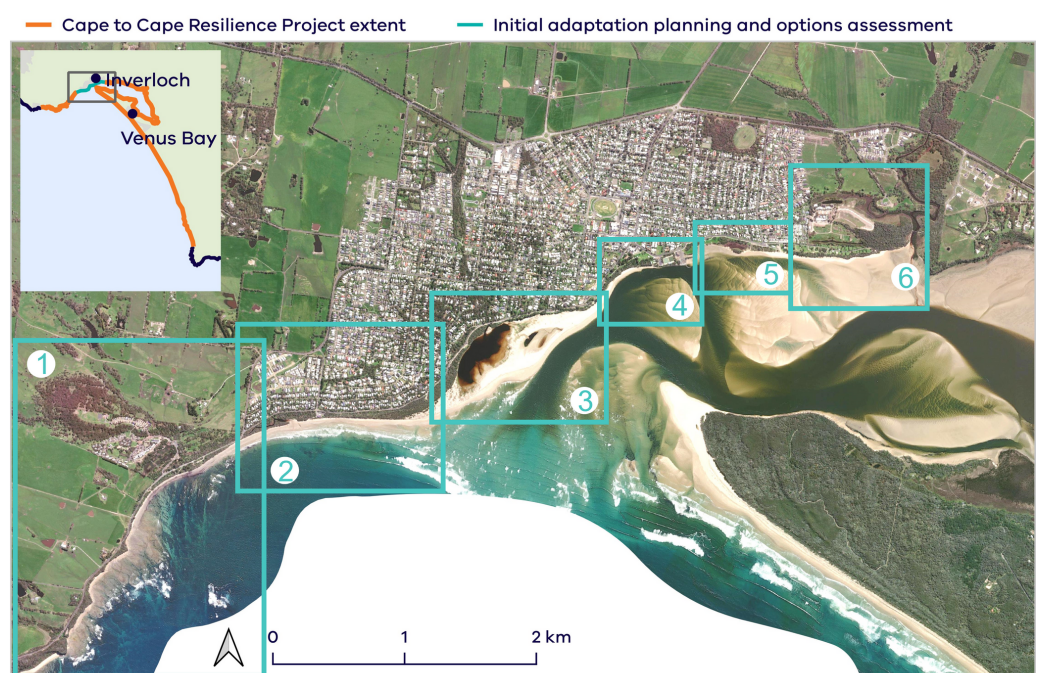 Cape to Cape Resilience Project extent
Initial adaptation planning and options assessment
Inverloch
Venus Bay
1
2
3
4
5
6
0 1 2 km